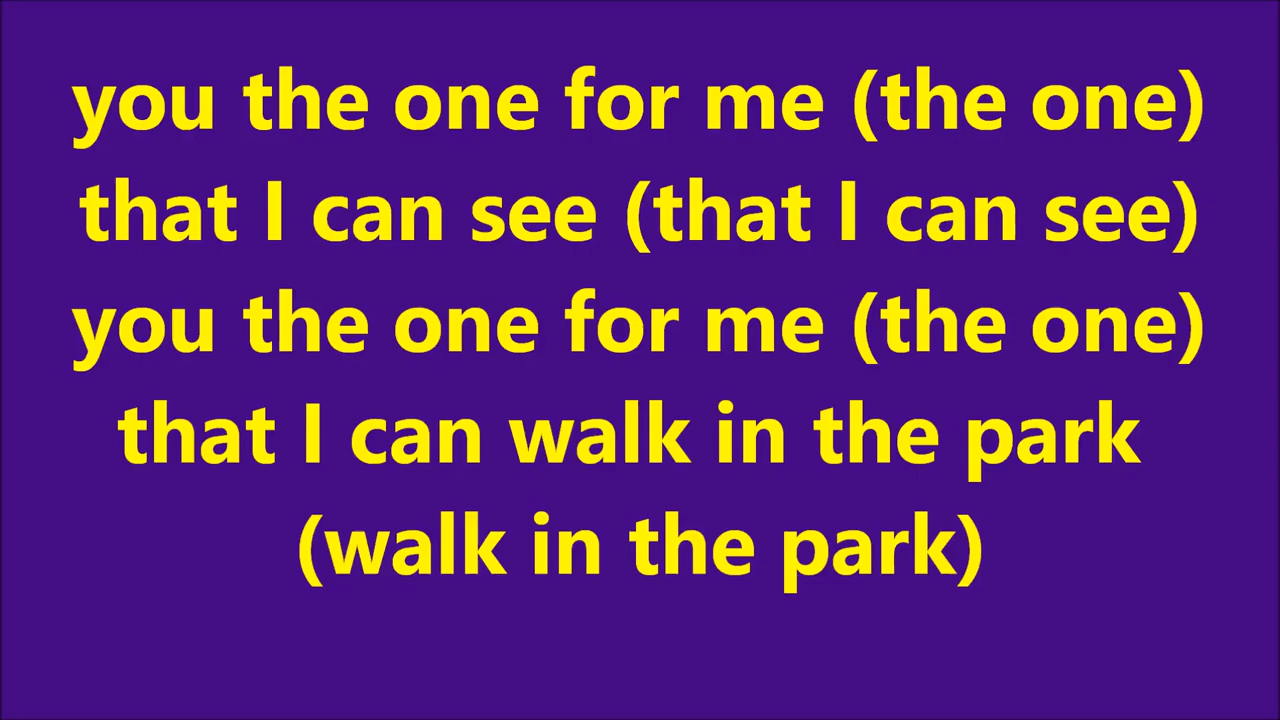 you the one for me (the one)
that I can see (that I can see)
you the one for me (the one)
that I can walk in the park
(walk in the park)